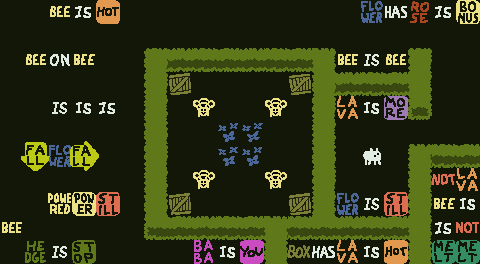 BEE IS HOT
FLOWER HAS ROSE IS BONUS
BEE ON BEE
BEE IS BEE
IS IS IS
LAVA IS MORE
FALL FLOWER FALL
NOT LAVA
POWERED POWER STILL
FLOWER IS STILL
BEE IS
BEE
IS NOT
HEDGE IS STOP
BABA IS YOU
BOX HAS LAVA IS HOT
MELT MELT